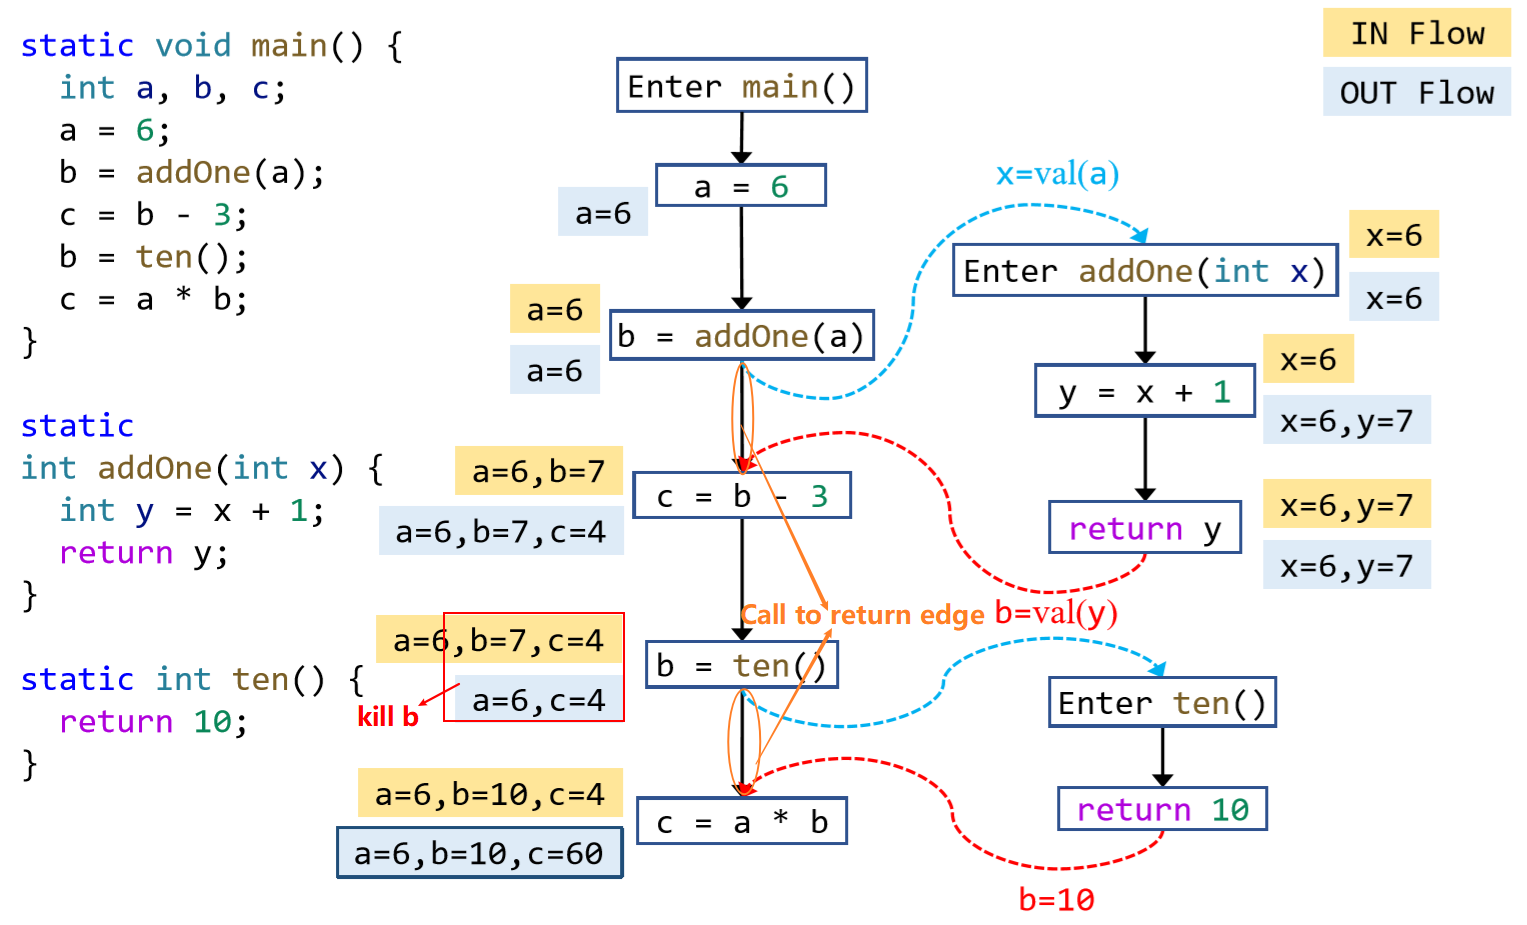 static void main() {
int a, b, c;
a = 6;
b = addOne(a);
c = b - 3;
b = ten();
c = a * b;
}
static
int addOne(int x) {
int y = x + 1;
return y;
}
static int ten() {
return 10;
}
IN Flow
OUT Flow
Enter main()
a = 6
a=6
x=val(a)
a=6
b = addOne(a)
a=6
Enter addOne(int x)
x=6
x=6
y = x + 1
x=6
x=6,y=7
return y
x=6,y=7
x=6,y=7
a=6,b=7
c = b - 3
a=6,b=7,c=4
Call to return edge
b=val(y)
a=6,b=7,c=4
b = ten()
a=6,c=4
kill b
Enter ten()
return 10
a=6,b=10,c=4
c = a * b
a=6,b=10,c=60
b=10